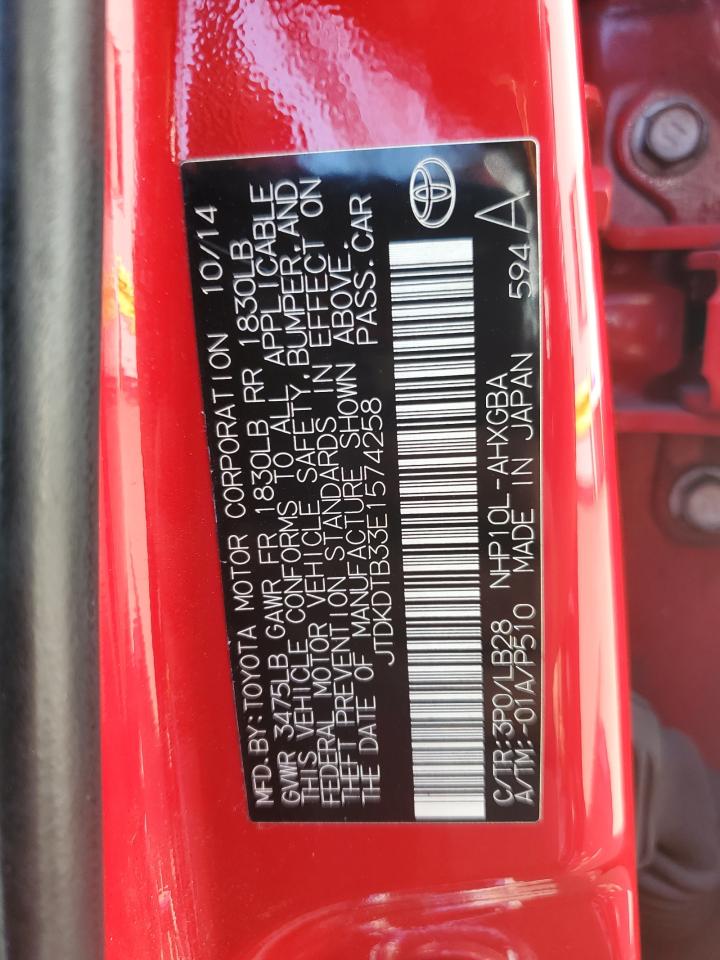 MFD. BY: TOYOTA MOTOR CORPORATION 10/14
GVWR 3475LB GAWR FR 1830LB RR 1830LB
THIS VEHICLE CONFORMS TO ALL APPLICABLE
FEDERAL MOTOR VEHICLE SAFETY, BUMPER, AND
THEFT PREVENTION STANDARDS IN EFFECT ON
THE DATE OF MANUFACTURE SHOWN ABOVE.
JTDKDTB33E1574258 PASS. CAR
C/TR: 3P0/LB28 NHP10L-AHXGBA
A/TM: -01A/P510 MADE IN JAPAN 594 A